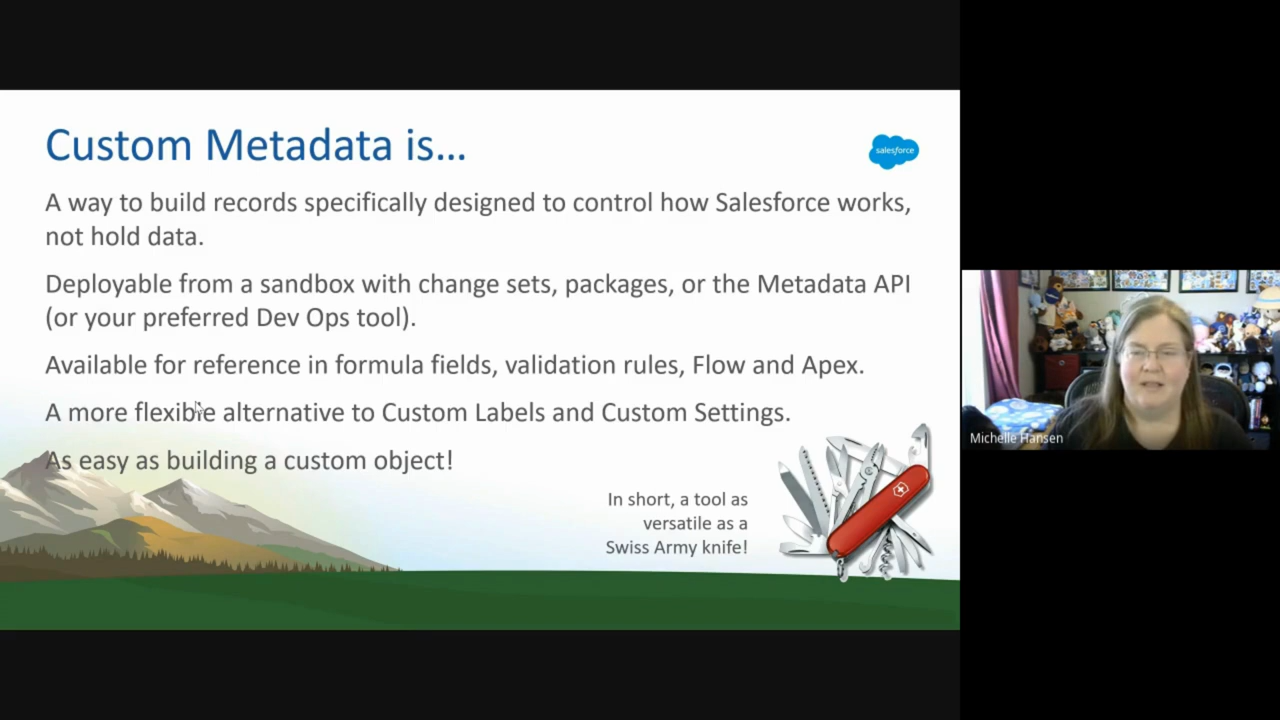 Custom Metadata is...
salesforce
A way to build records specifically designed to control how Salesforce works,
not hold data.
Deployable from a sandbox with change sets, packages, or the Metadata API
(or your preferred Dev Ops tool).
Available for reference in formula fields, validation rules, Flow and Apex.
A more flexible alternative to Custom Labels and Custom Settings.
As easy as building a custom object!
In short, a tool as
versatile as a
Swiss Army knife!
Michelle Hansen